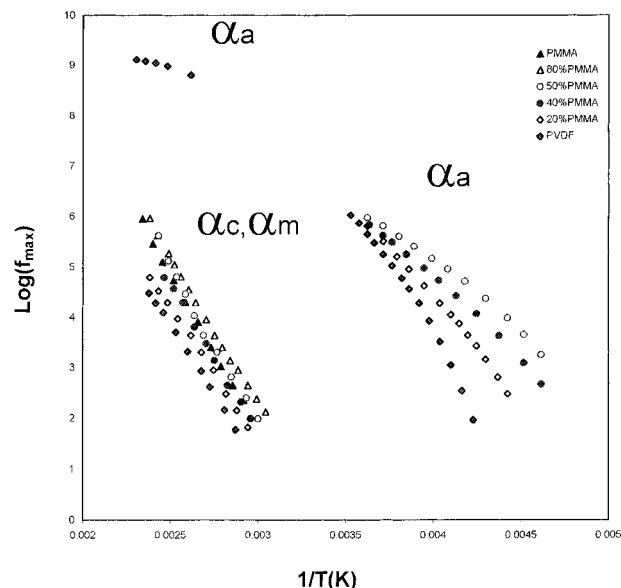 10
9
8
7
6
5
4
3
2
1
0
Log(fmax)
αa
αc,αm
αa
PMMA
80%PMMA
50%PMMA
40%PMMA
20%PMMA
PVDF
0.002 0.0025 0.003 0.0035 0.004 0.0045 0.005
1/T(K)